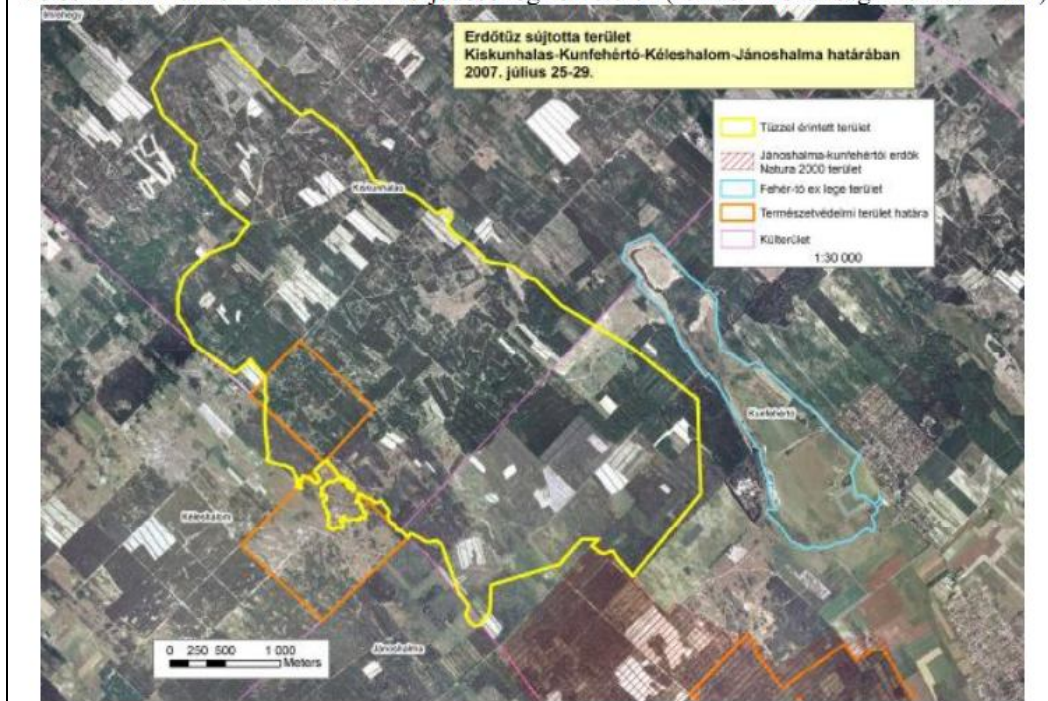 Imrehegy
Erdőtűz sújtotta terület
Kiskunhalas-Kunfehértó-Kéleshalom-Jánoshalma határában
2007. július 25-29.
Tűzzel érintett terület
Jánoshalma-kunfehértói erdők
Natura 2000 terület
Fehér-tó ex lege terület
Természetvédelmi terület határa
Külterület
1:30 000
Kiskunhalas
Kunfehértó
Kéleshalom
Jánoshalma
0 250 500 1 000
Meters